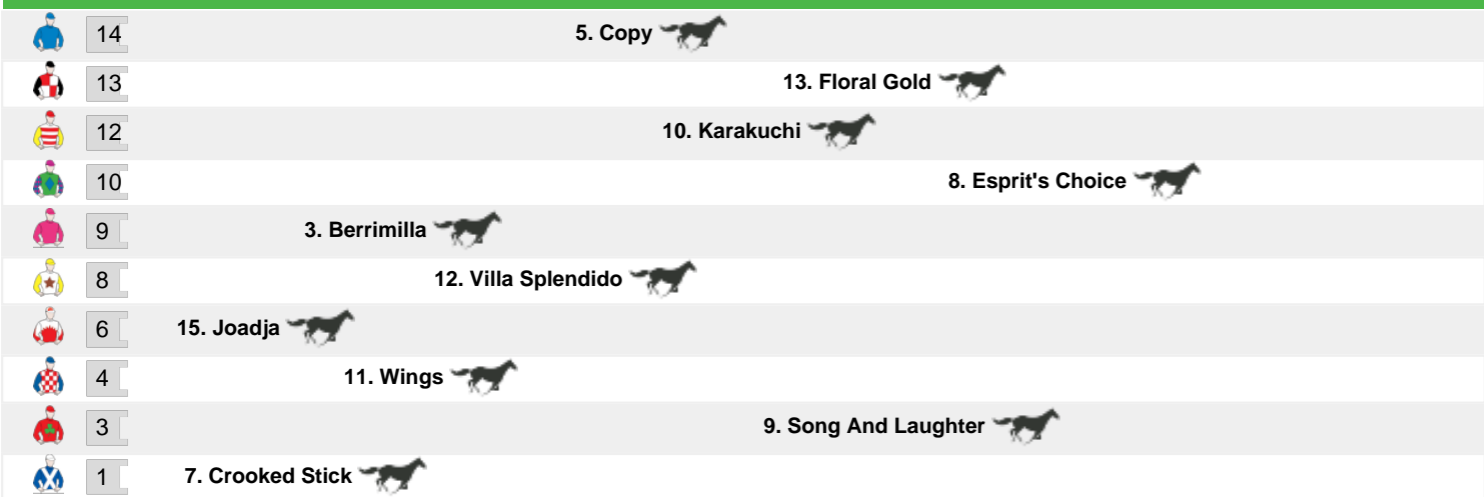 14 5. Copy
13 13. Floral Gold
12 10. Karakuchi
10 8. Esprit's Choice
9 3. Berrimilla
8 12. Villa Splendido
6 15. Joadja
4 11. Wings
3 9. Song And Laughter
1 7. Crooked Stick